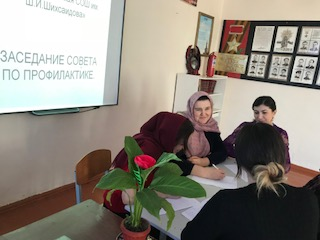 СОШ им
Ш.И.Шихсаидова»
ЗАСЕДАНИЕ СОВЕТА
ПО ПРОФИЛАКТИКЕ.